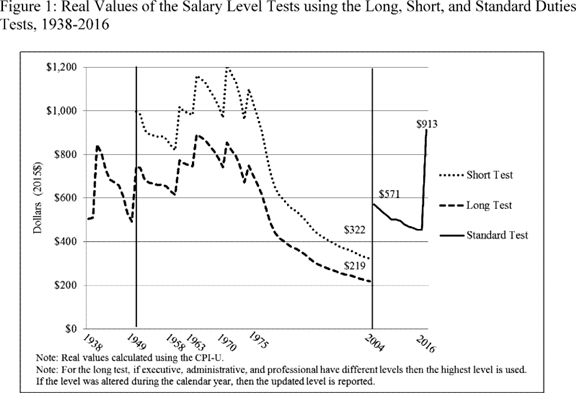 Figure 1: Real Values of the Salary Level Tests using the Long, Short, and Standard Duties
Tests, 1938-2016
$1,200
$1,000
$800
$600
$400
$200
$0
Dollars (2015$)
$913
$571
$322
$219
Short Test
Long Test
Standard Test
1938
1949
1958
1963
1970
1975
2004
2016
Note: Real values calculated using the CPI-U.
Note: For the long test, if executive, administrative, and professional have different levels then the highest level is used.
If the level was altered during the calendar year, then the updated level is reported.